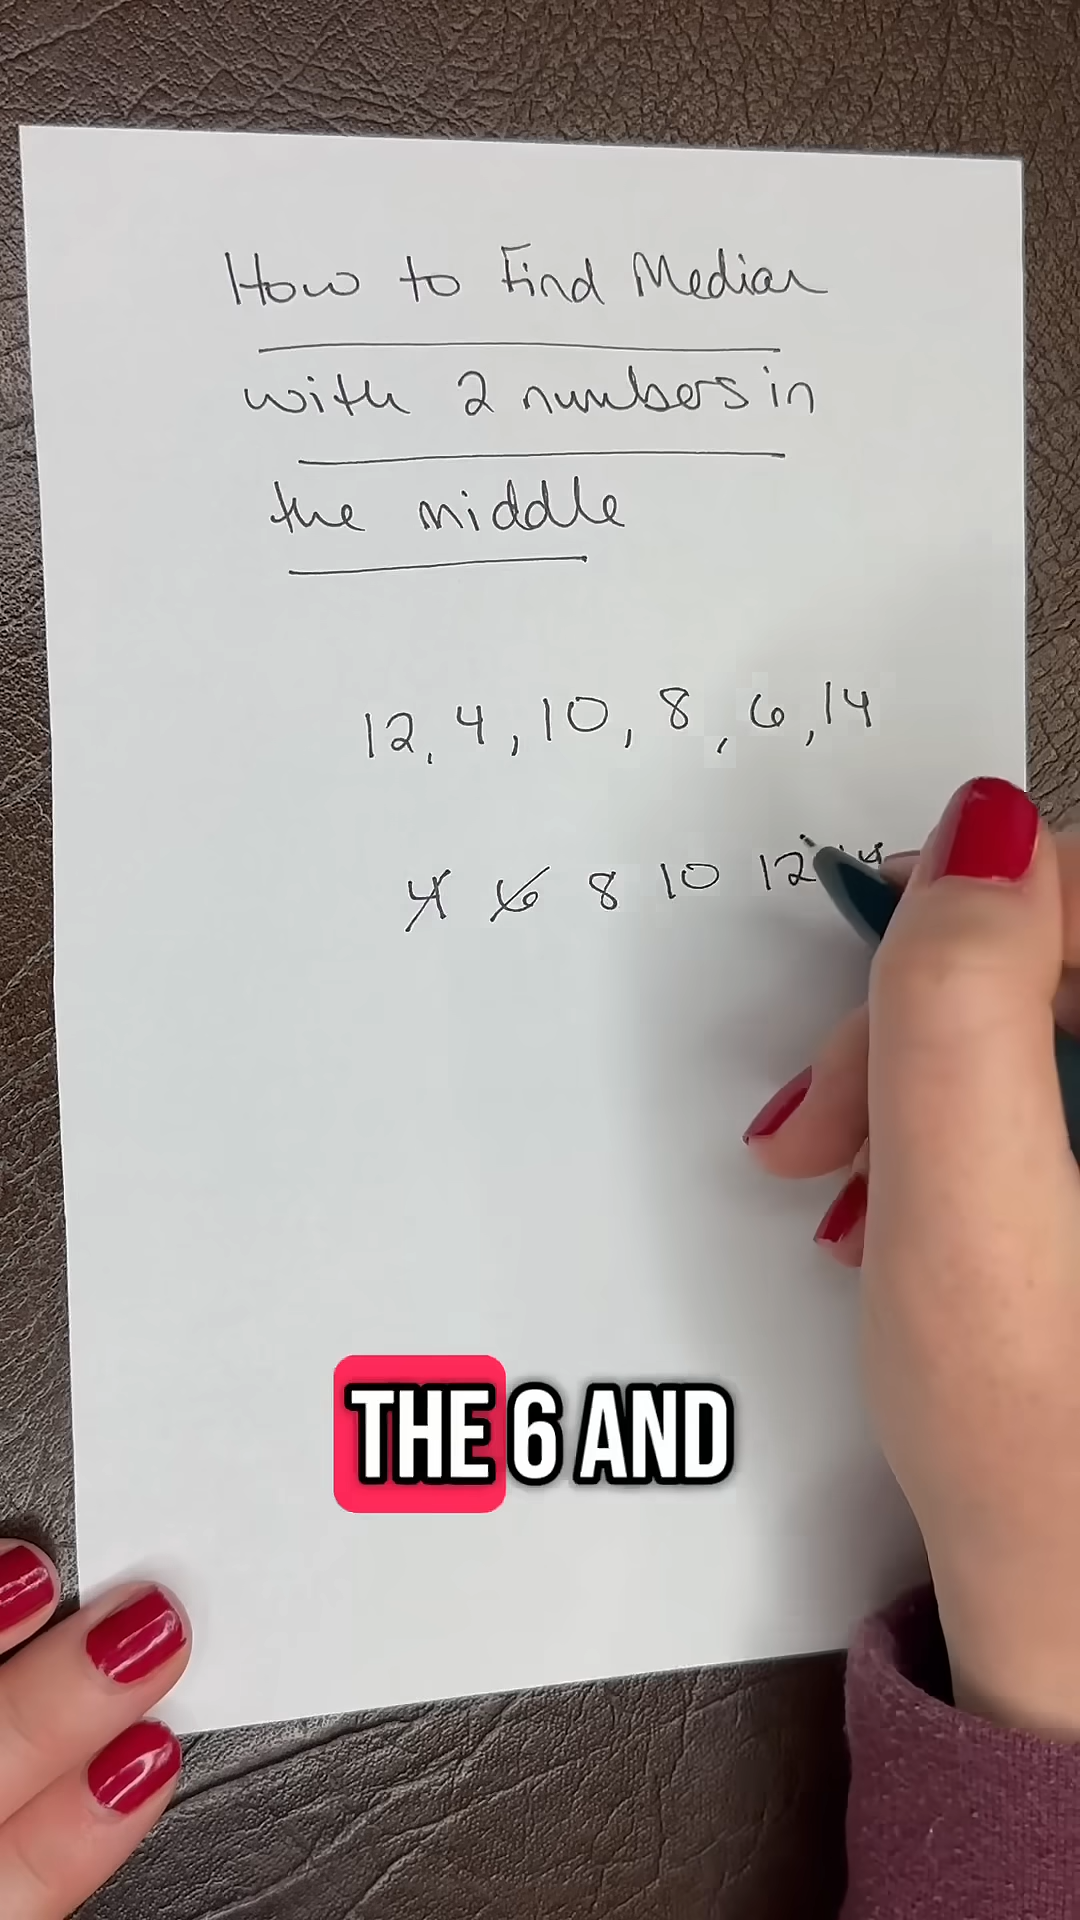 How to Find Median
with 2 numbers in
the middle
12, 4, 10, 8, 6, 14
4 6 8 10 12 14
THE 6 AND